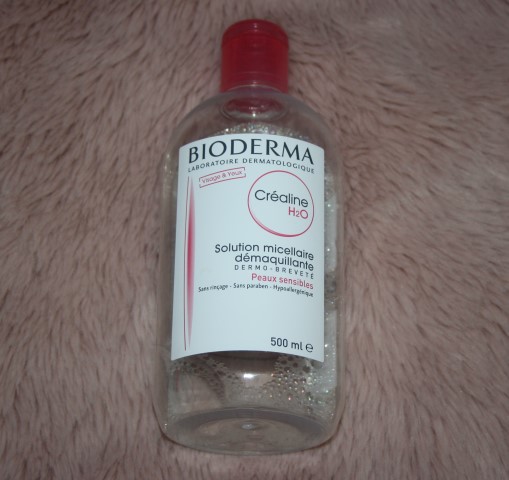 BIODERMA
LABORATOIRE DERMATOLOGIQUE
Visage & Yeux
Créaline
H2O
Solution micellaire
démaquillante
DERMO-BREVETÉ
Peaux sensibles
Sans rinçage - Sans paraben - Hypoallergénique
500 ml e